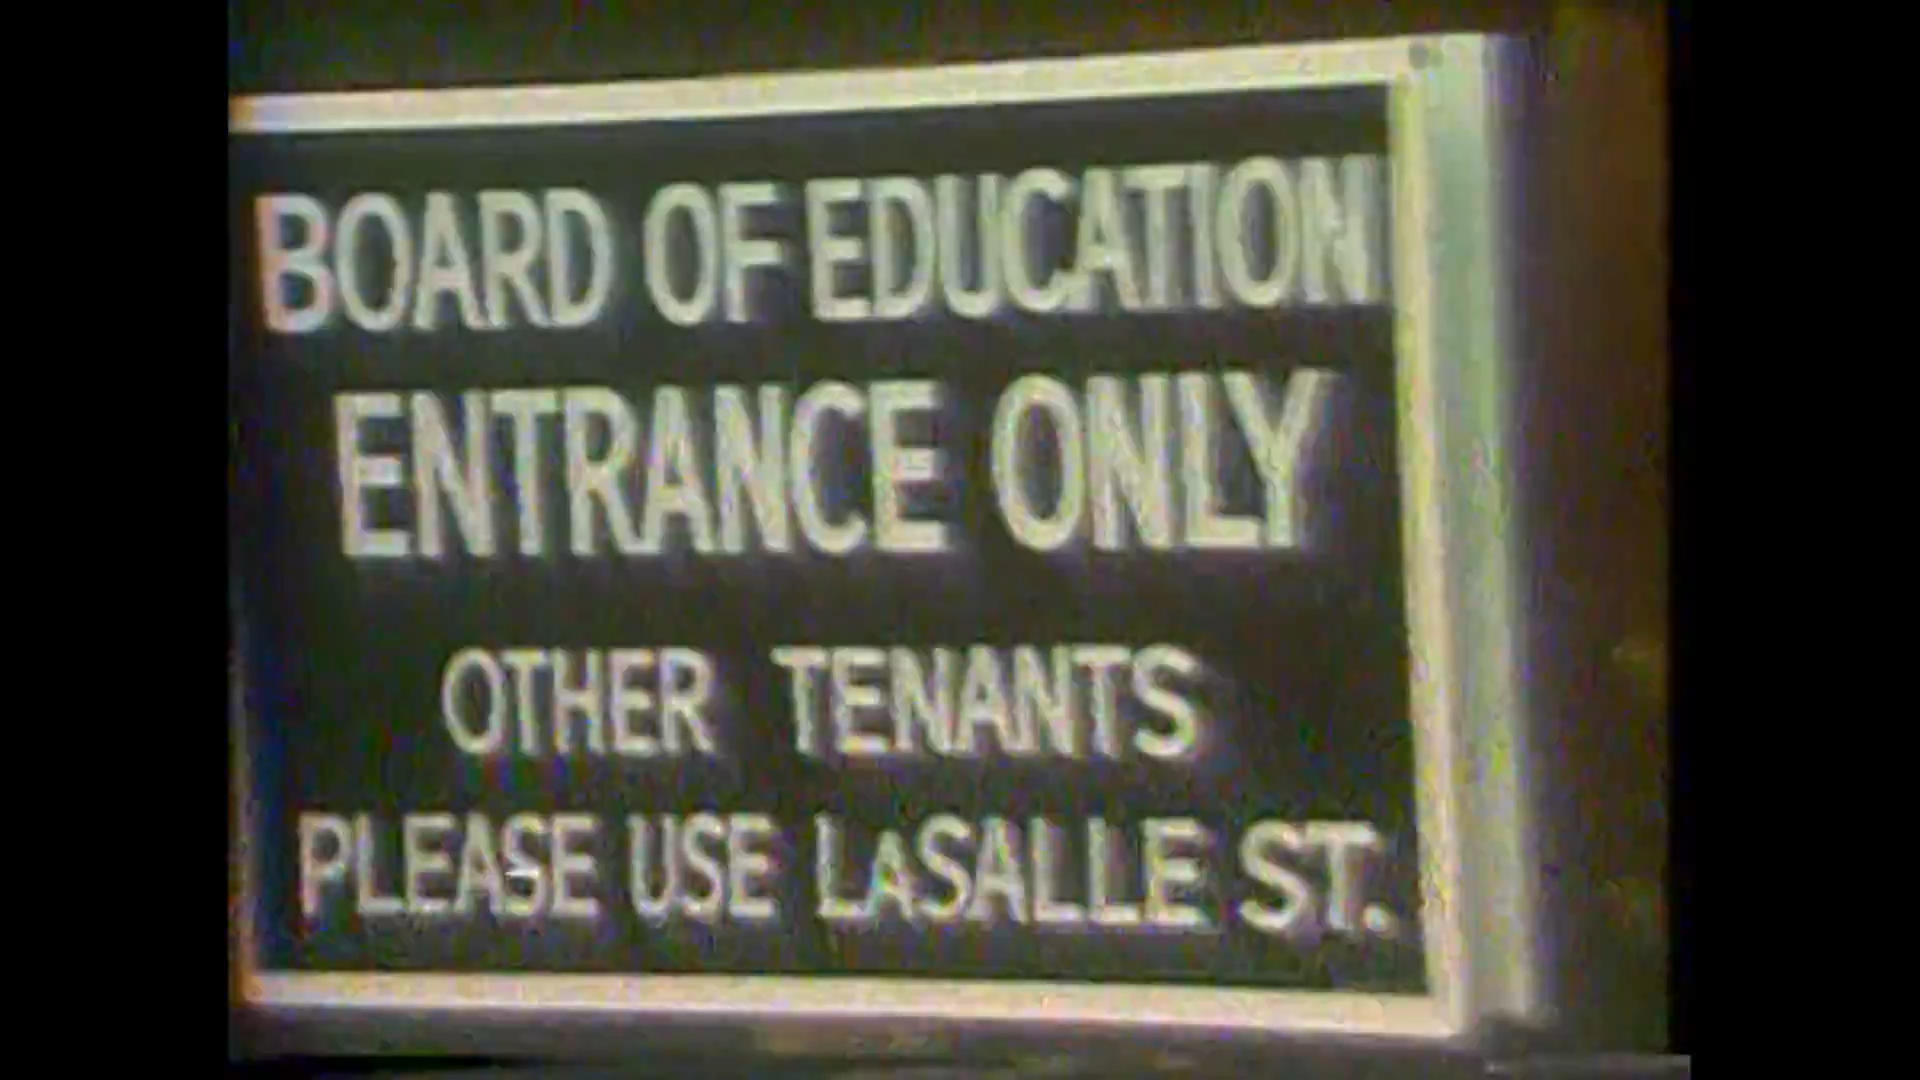 BOARD OF EDUCATION
ENTRANCE ONLY
OTHER TENANTS
PLEASE USE LaSALLE ST.